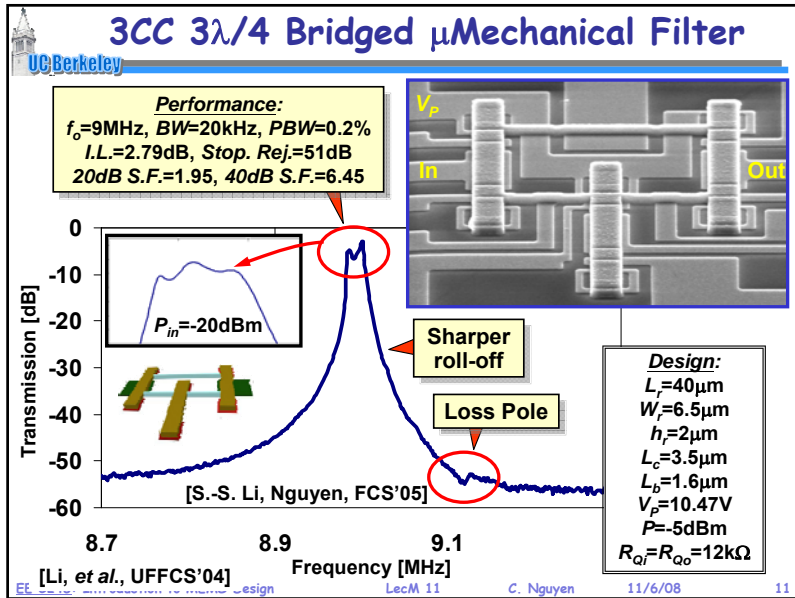 3CC 3λ/4 Bridged μMechanical Filter
UC Berkeley
Performance:
fo=9MHz, BW=20kHz, PBW=0.2%
I.L.=2.79dB, Stop. Rej.=51dB
20dB S.F.=1.95, 40dB S.F.=6.45
VP
In
Out
0
-10
-20
-30
-40
-50
-60
Transmission [dB]
Pin=-20dBm
Sharper
roll-off
Loss Pole
[S.-S. Li, Nguyen, FCS'05]
Design:
Lr=40μm
Wr=6.5μm
hr=2μm
Lc=3.5μm
Lb=1.6μm
VP=10.47V
P=-5dBm
RQi=RQo=12kΩ
8.7
8.9
9.1
Frequency [MHz]
[Li, et al., UFFCS'04]
LecM 11
C. Nguyen
11/6/08
11